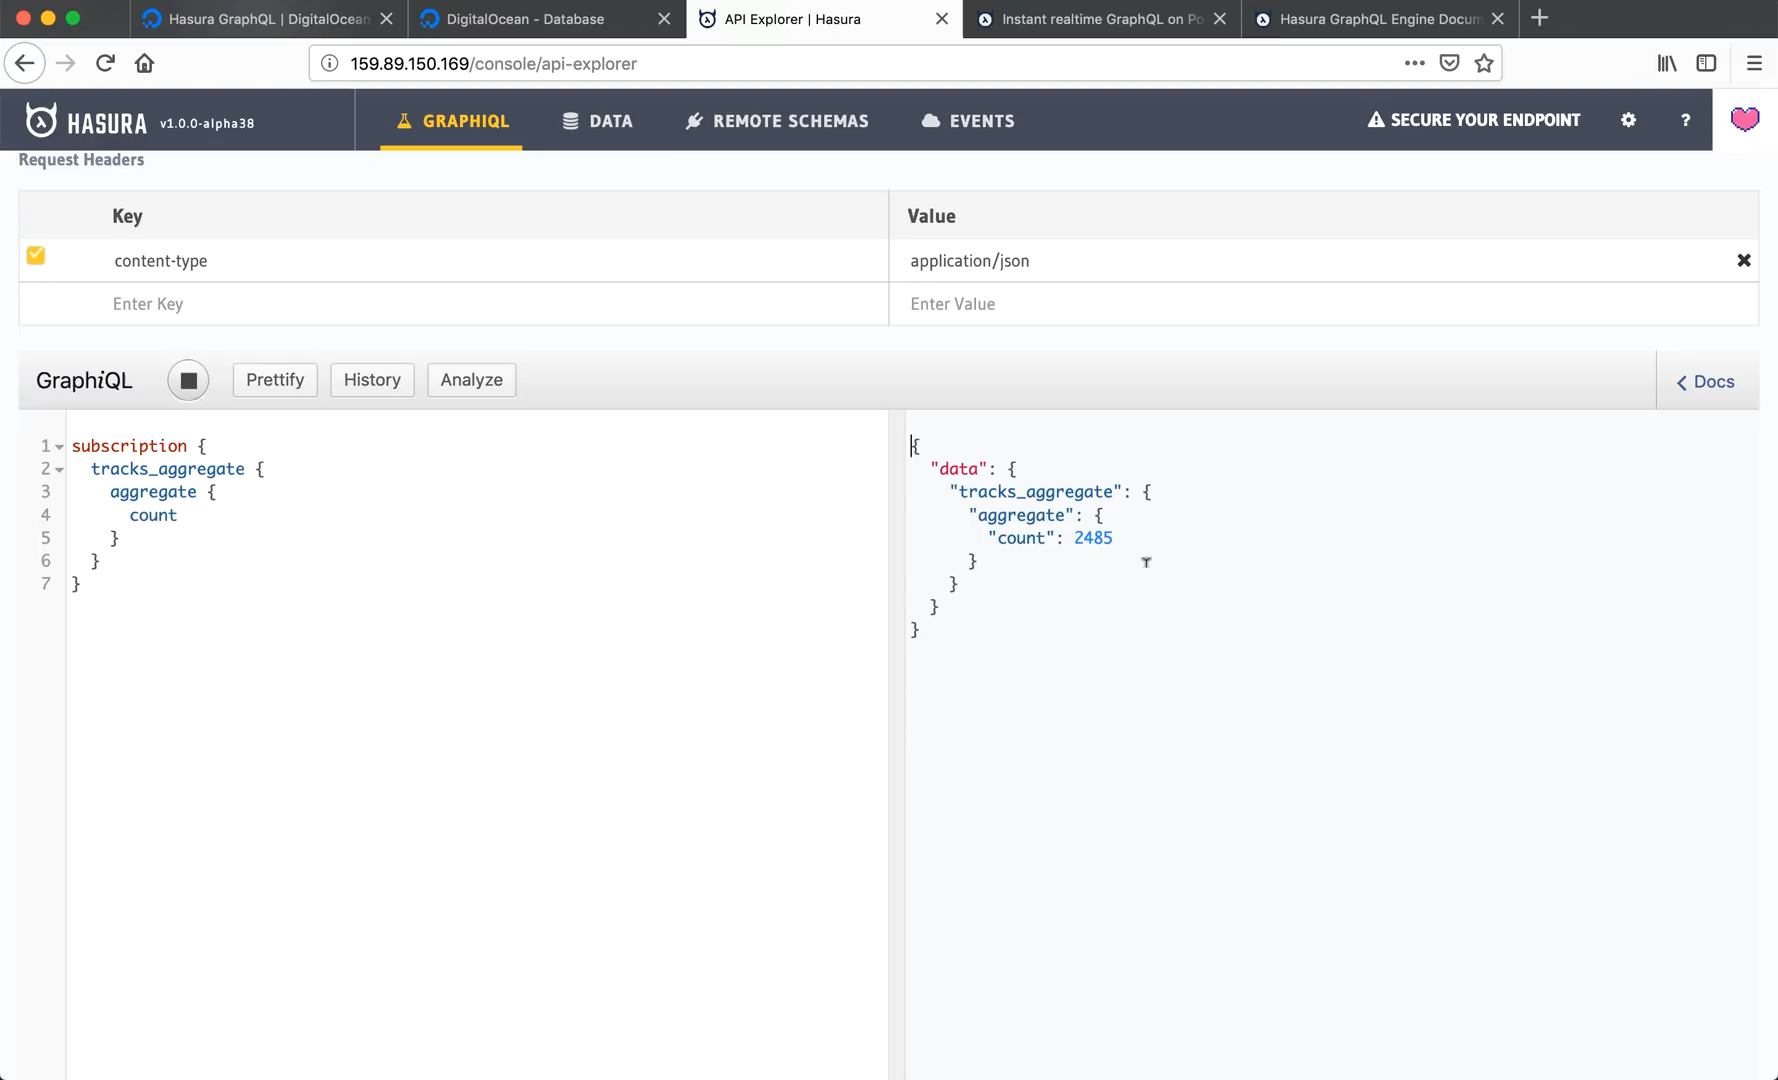 Hasura GraphQL | DigitalOcean
DigitalOcean - Database
API Explorer | Hasura
Instant realtime GraphQL on Po
Hasura GraphQL Engine Docum
159.89.150.169/console/api-explorer
HASURA v1.0.0-alpha38
GRAPHIQL
DATA
REMOTE SCHEMAS
EVENTS
SECURE YOUR ENDPOINT
?
Request Headers
Key Value
content-type application/json
Enter Key Enter Value
GraphiQL Prettify History Analyze Docs
1 subscription {
2 tracks_aggregate {
3 aggregate {
4 count
5 }
6 }
7 }
{
"data": {
"tracks_aggregate": {
"aggregate": {
"count": 2485
}
}
}
}